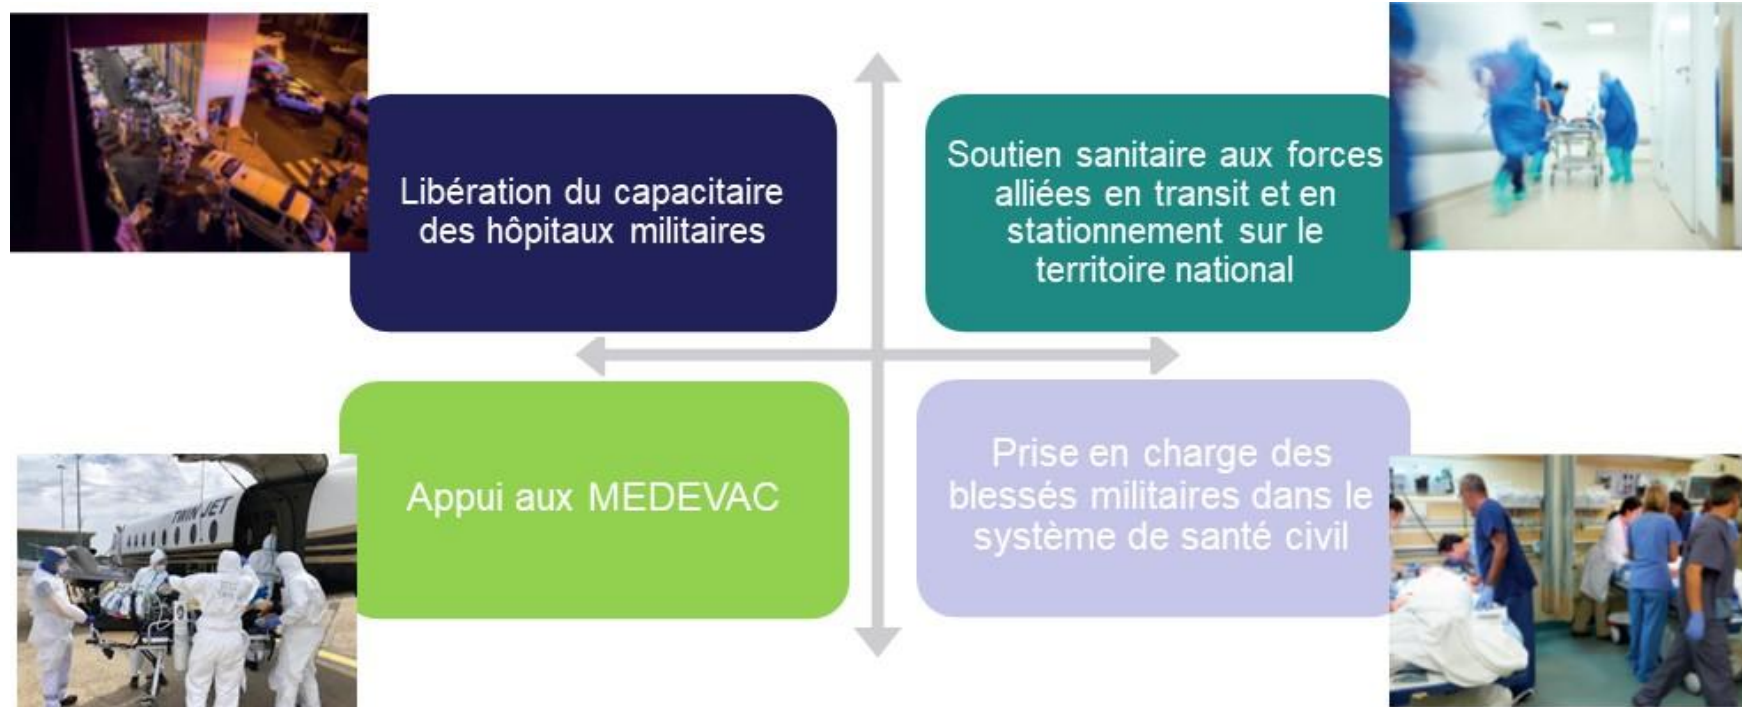 Libération du capacitaire
des hôpitaux militaires
Soutien sanitaire aux forces
alliées en transit et en
stationnement sur le
territoire national
Appui aux MEDEVAC
Prise en charge des
blessés militaires dans le
système de santé civil
TWIN JET